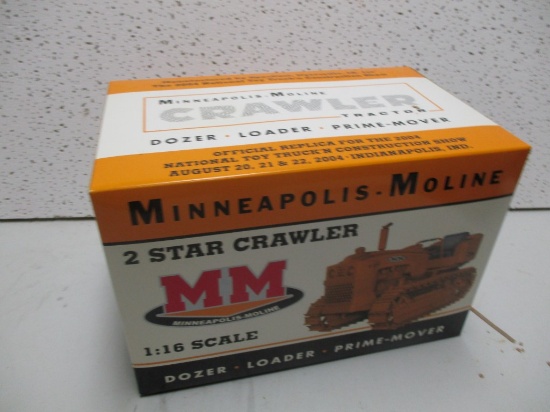 MINNEAPOLIS-MOLINE
CRAWLER
TRACTOR
DOZER · LOADER · PRIME-MOVER
OFFICIAL REPLICA FOR THE 2004
NATIONAL TOY TRUCK'N CONSTRUCTION SHOW
AUGUST 20, 21 & 22, 2004 · INDIANAPOLIS, IND.
MINNEAPOLIS-MOLINE
2 STAR CRAWLER
MM
MINNEAPOLIS-MOLINE
1:16 SCALE
DOZER · LOADER · PRIME-MOVER